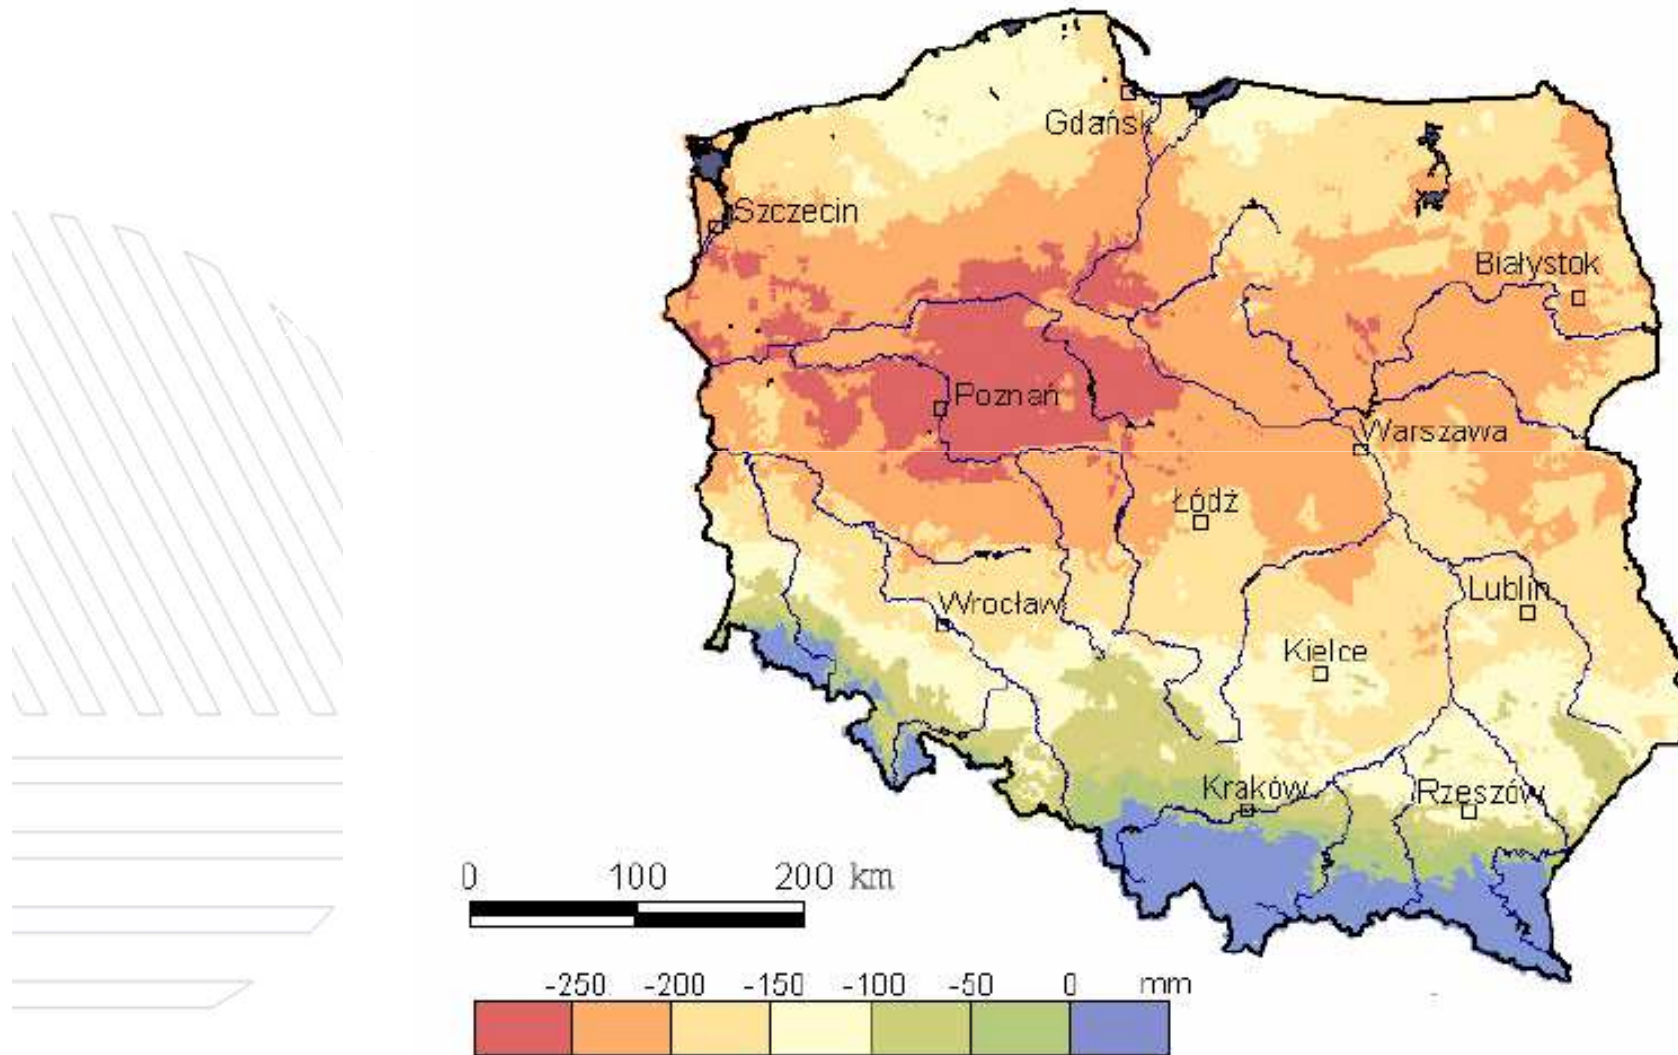 Gdańsk
Szczecin
Białystok
Poznań
Warszawa
Łódź
Lublin
Wrocław
Kielce
Kraków
Rzeszów
0 100 200 km
-250 -200 -150 -100 -50 0 mm